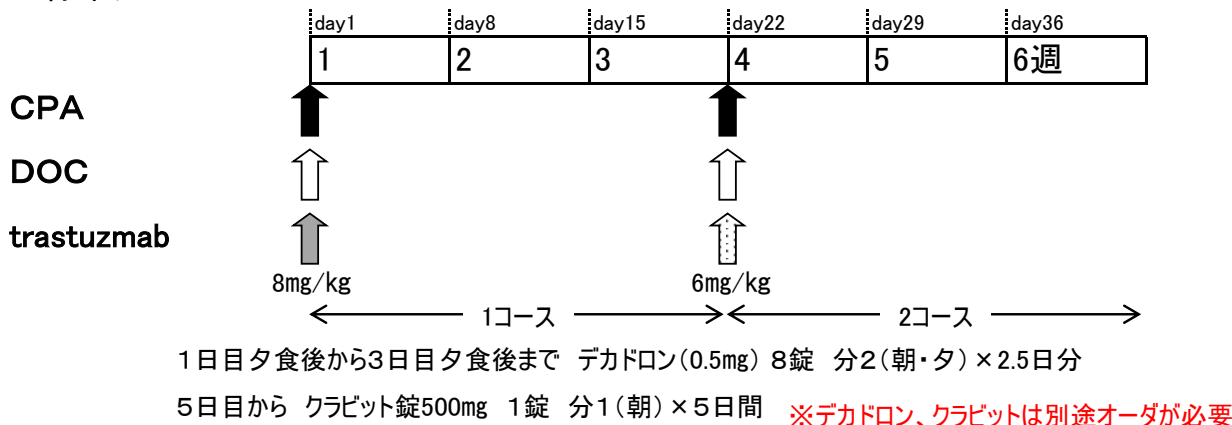 day1 day8 day15 day22 day29 day36
1 2 3 4 5 6週
CPA
DOC
trastuzmab
8mg/kg 6mg/kg
1コース 2コース
1日目夕食後から3日目夕食後まで デカドロン(0.5mg) 8錠 分2(朝・夕)×2.5日分
5日目から クラビット錠500mg 1錠 分1(朝)×5日間 ※デカドロン、クラビットは別途オーダが必要